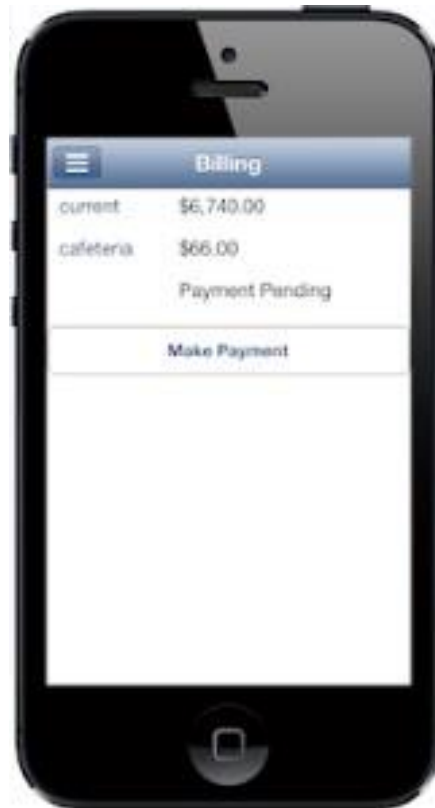 Billing
current $6,740.00
cafeteria $66.00
Payment Pending
Make Payment